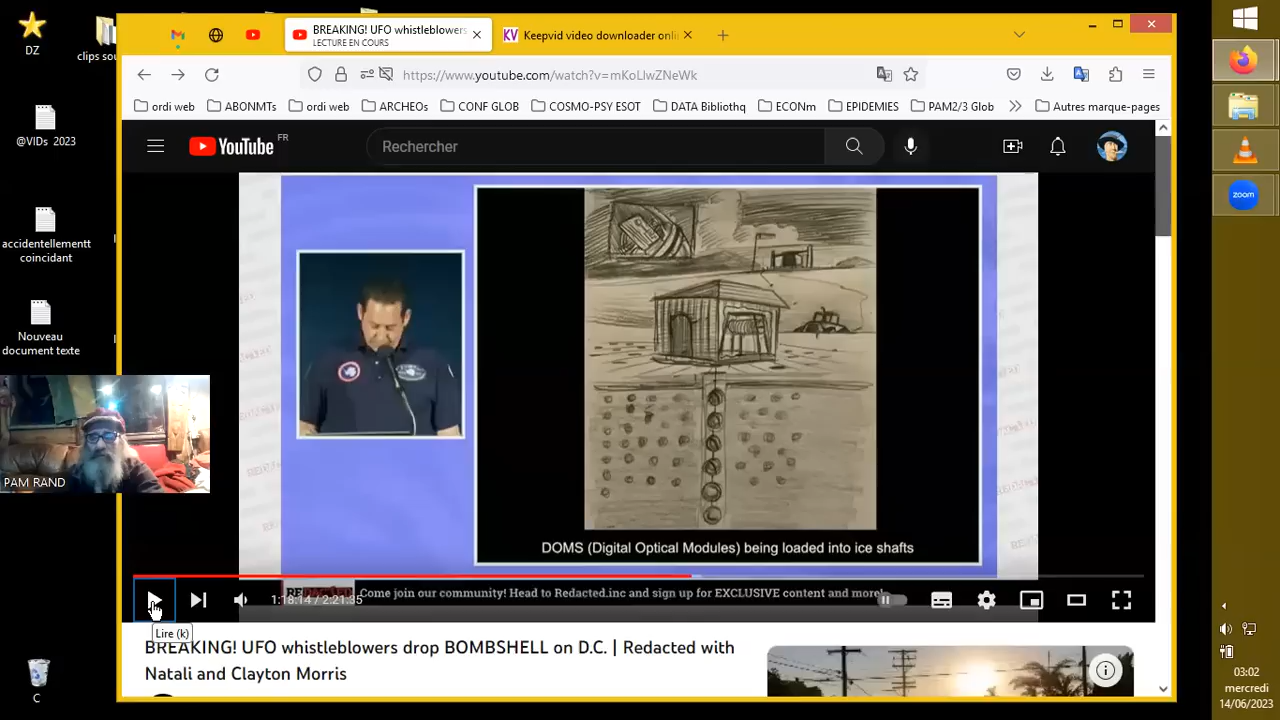 DZ
clips sou
@VIDs 2023
accidentellementt
coincidant
Nouveau
document texte
PAM RAND
C
BREAKING! UFO whistleblowers
LECTURE EN COURS
Keepvid video downloader onli
https://www.youtube.com/watch?v=mKoLlwZNeWk
ordi web
ABONMTs
ordi web
ARCHEOs
CONF GLOB
COSMO-PSY ESOT
DATA Bibliothq
ECONm
EPIDEMIES
PAM2/3 Glob
Autres marque-pages
YouTube FR
Rechercher
DOMS (Digital Optical Modules) being loaded into ice shafts
REDACTED
Come join our community! Head to Redacted.inc and sign up for EXCLUSIVE content and more!
1:18:14 / 2:21:35
Lire (k)
BREAKING! UFO whistleblowers drop BOMBSHELL on D.C. | Redacted with
Natali and Clayton Morris
zoom
03:02
mercredi
14/06/2023